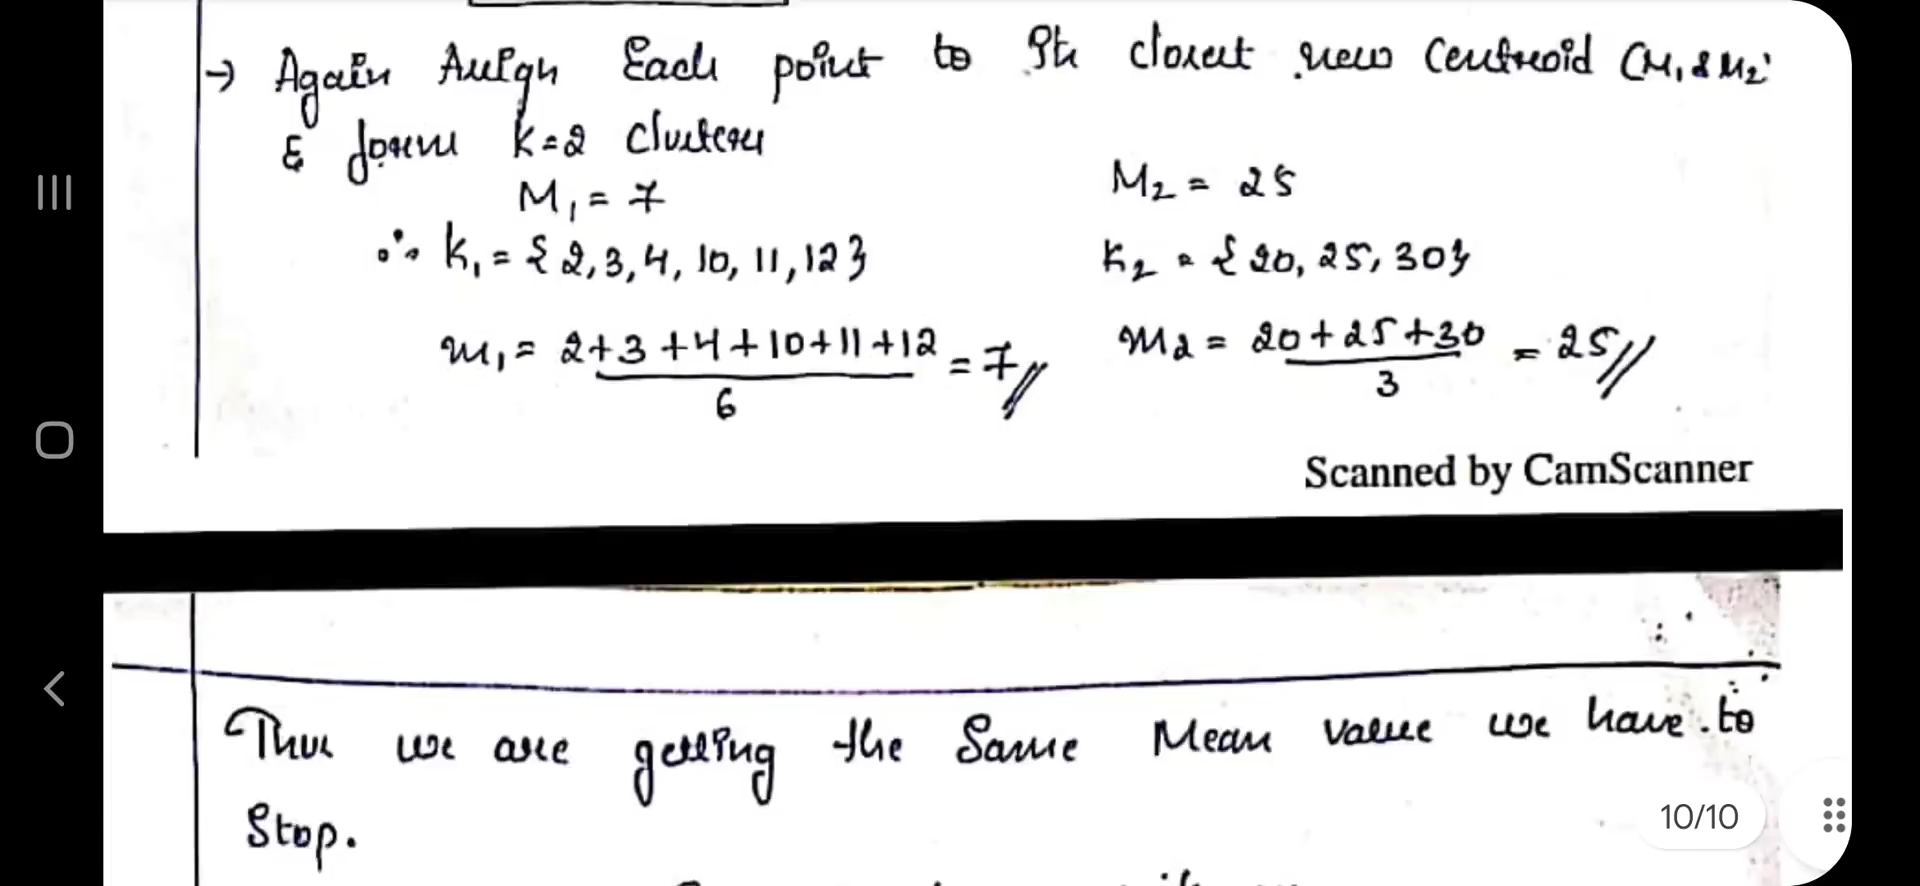 → Again Assign Each point to Its closest new Centroid (M₁ & M₂)
& form K=2 clusters
M₁ = 7 M₂ = 25
∴ K₁ = {2, 3, 4, 10, 11, 12} K₂ = {20, 25, 30}
m₁ = 2+3+4+10+11+12 / 6 = 7// m₂ = 20+25+30 / 3 = 25//
Scanned by CamScanner
Thus we are getting the Same Mean value we have to
Stop.
10/10